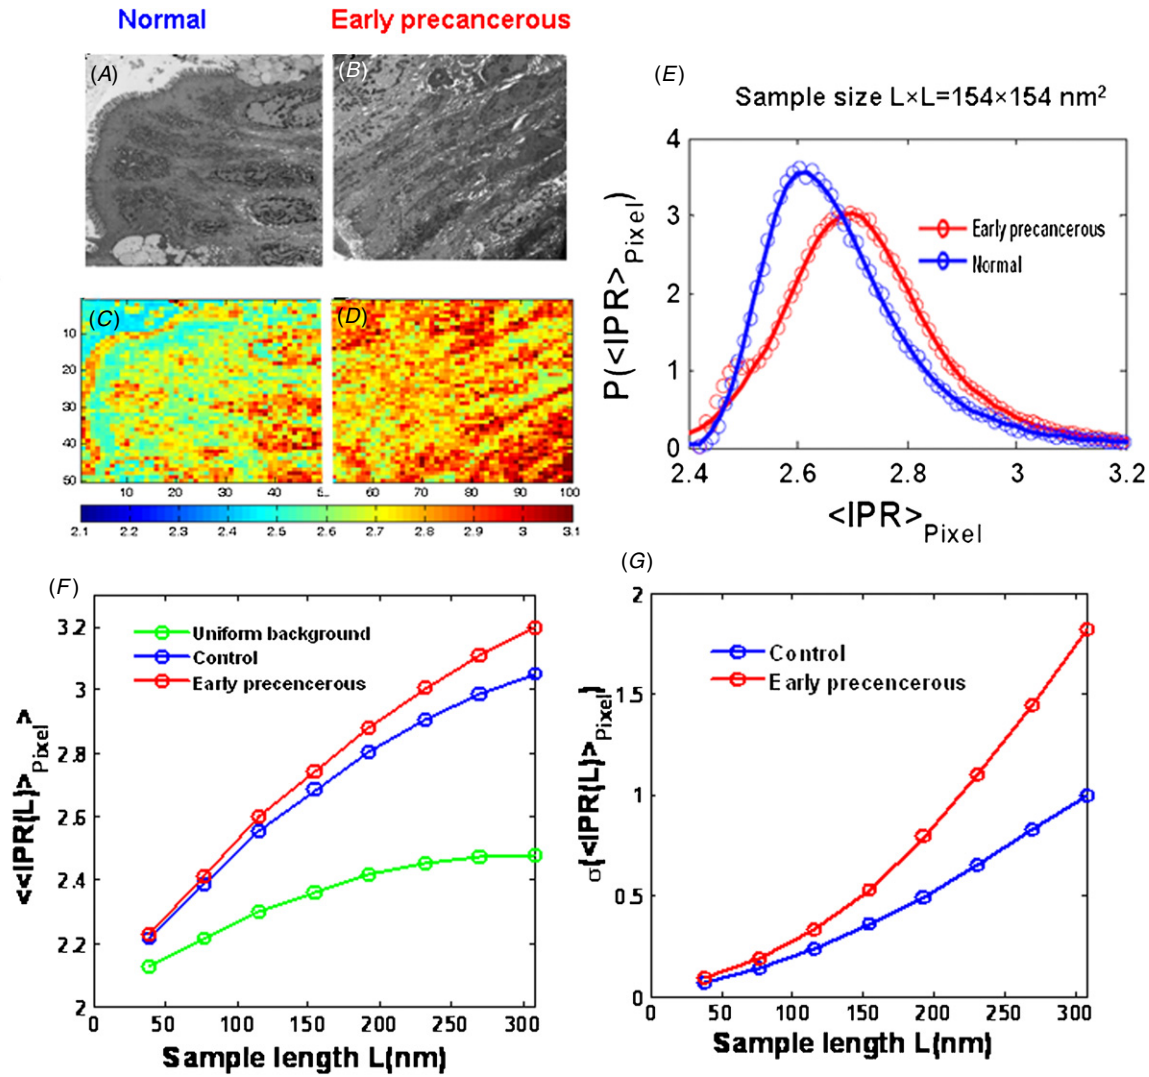 Normal
Early precancerous
(A)
(B)
(E)
Sample size L×L=154×154 nm²
4
3
2
1
0
P(<IPR>Pixel)
Early precancerous
Normal
2.4
2.6
2.8
3
3.2
<IPR>Pixel
(C)
(D)
10
20
30
40
50
10
20
30
40
5..
60
70
80
90
100
2.1
2.2
2.3
2.4
2.5
2.6
2.7
2.8
2.9
3
3.1
(F)
3.2
3
2.8
2.6
2.4
2.2
2
<<IPR(L)>Pixel>
Uniform background
Control
Early precencerous
0
50
100
150
200
250
300
Sample length L(nm)
(G)
2
1.5
1
0.5
0
σ(<IPR(L)>Pixel)
Control
Early precencerous
0
50
100
150
200
250
300
Sample length L(nm)